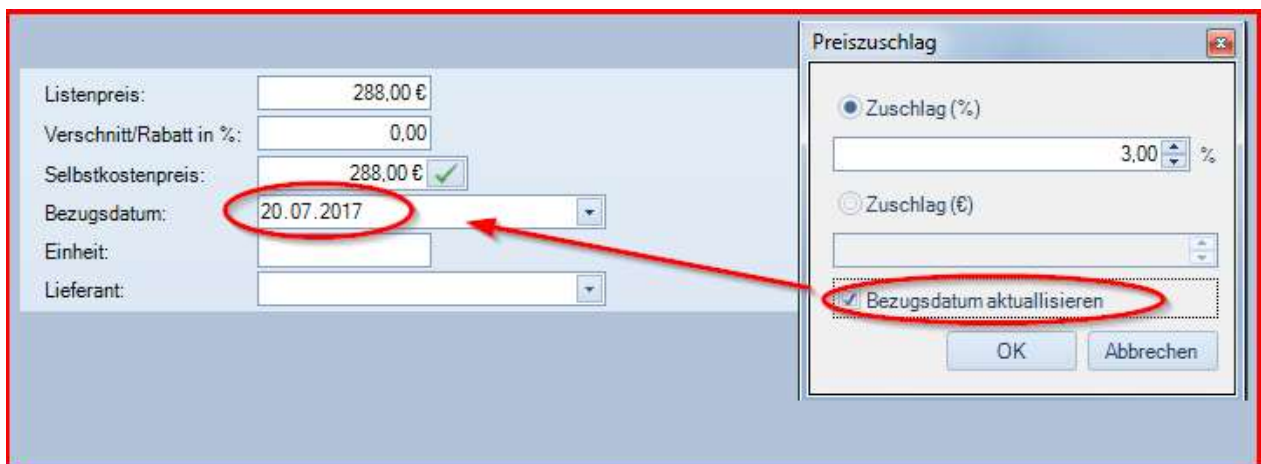 Listenpreis: 288,00 €
Verschnitt/Rabatt in %: 0,00
Selbstkostenpreis: 288,00 €
Bezugsdatum: 20.07.2017
Einheit:
Lieferant:
Preiszuschlag
Zuschlag (%)
3,00 %
Zuschlag (€)
Bezugsdatum aktuallisieren
OK Abbrechen